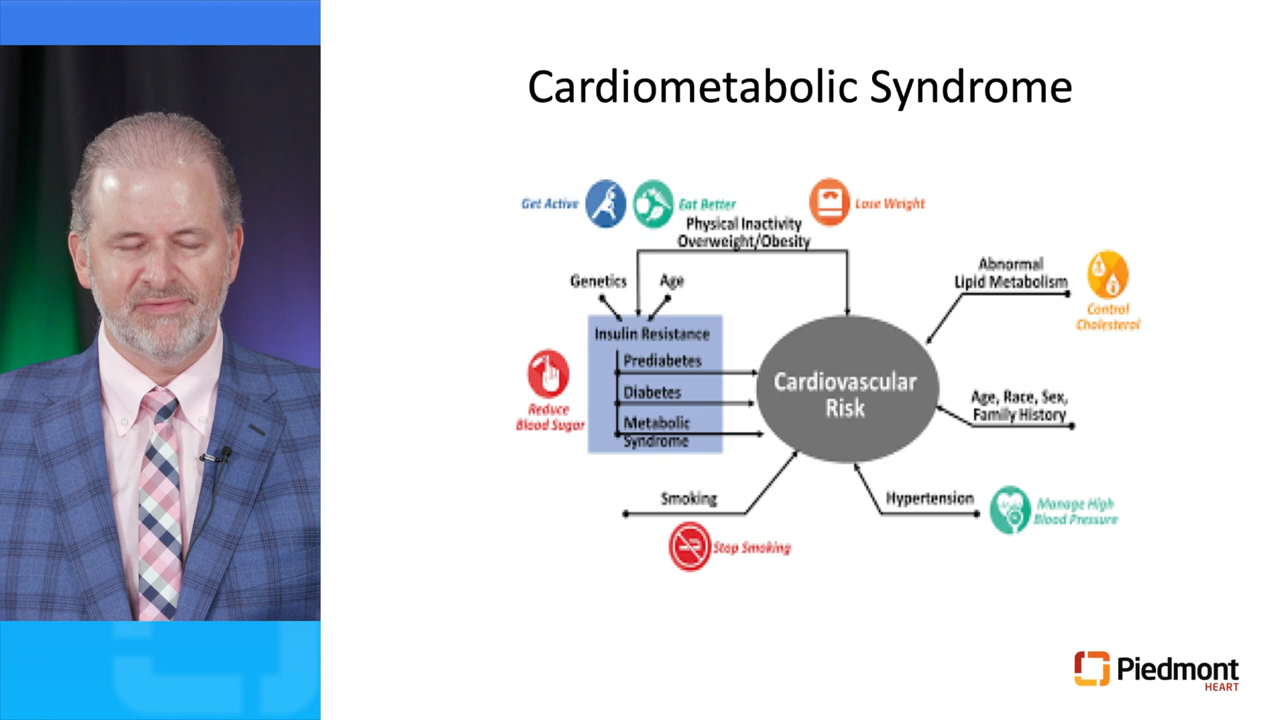 Cardiometabolic Syndrome
Get Active
Eat Better
Lose Weight
Physical Inactivity
Overweight/Obesity
Genetics
Age
Abnormal
Lipid Metabolism
Control
Cholesterol
Insulin Resistance
Prediabetes
Diabetes
Metabolic
Syndrome
Reduce
Blood Sugar
Cardiovascular
Risk
Age, Race, Sex,
Family History
Smoking
Stop Smoking
Hypertension
Manage High
Blood Pressure
Piedmont
HEART